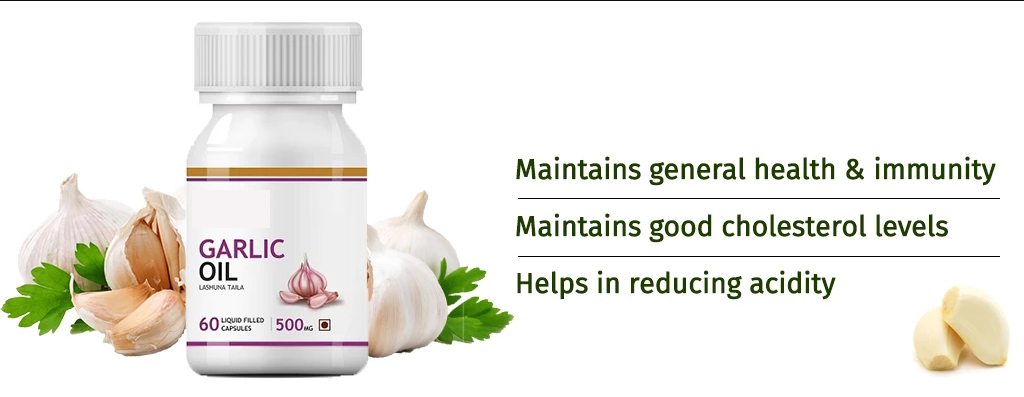 GARLIC
OIL
LASHUNA TAILA
60 LIQUID FILLED
CAPSULES
500MG
Maintains general health & immunity
Maintains good cholesterol levels
Helps in reducing acidity